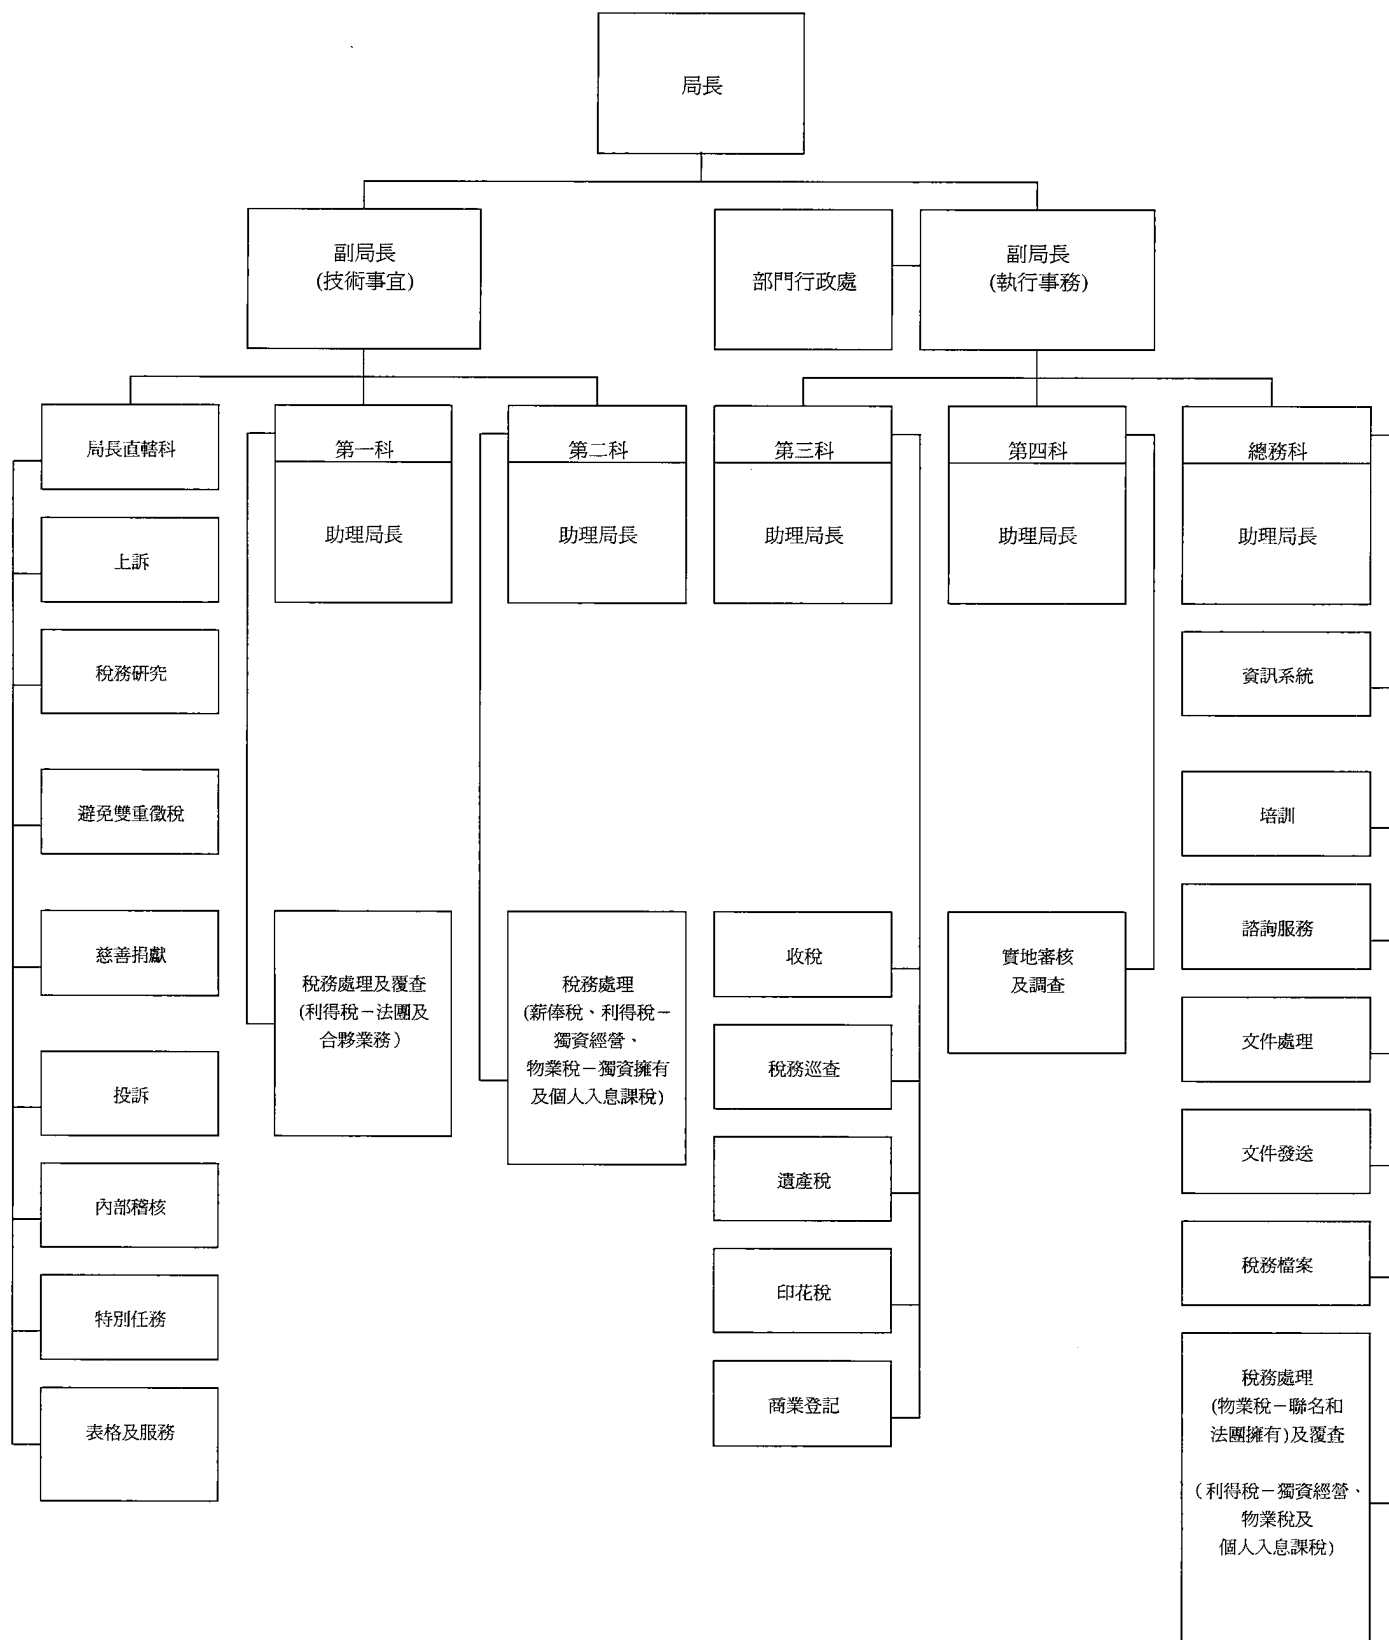 局長
副局長
(技術事宜)
部門行政處
副局長
(執行事務)
局長直轄科
上訴
稅務研究
避免雙重徵稅
慈善捐獻
投訴
內部稽核
特別任務
表格及服務
第一科
助理局長
稅務處理及覆查
(利得稅－法團及
合夥業務)
第二科
助理局長
稅務處理
(薪俸稅、利得稅－
獨資經營、
物業稅－獨資擁有
及個人入息課稅)
第三科
助理局長
收稅
稅務巡查
遺產稅
印花稅
商業登記
第四科
助理局長
實地審核
及調查
總務科
助理局長
資訊系統
培訓
諮詢服務
文件處理
文件發送
稅務檔案
稅務處理
(物業稅－聯名和
法團擁有)及覆查
(利得稅－獨資經營、
物業稅及
個人入息課稅)